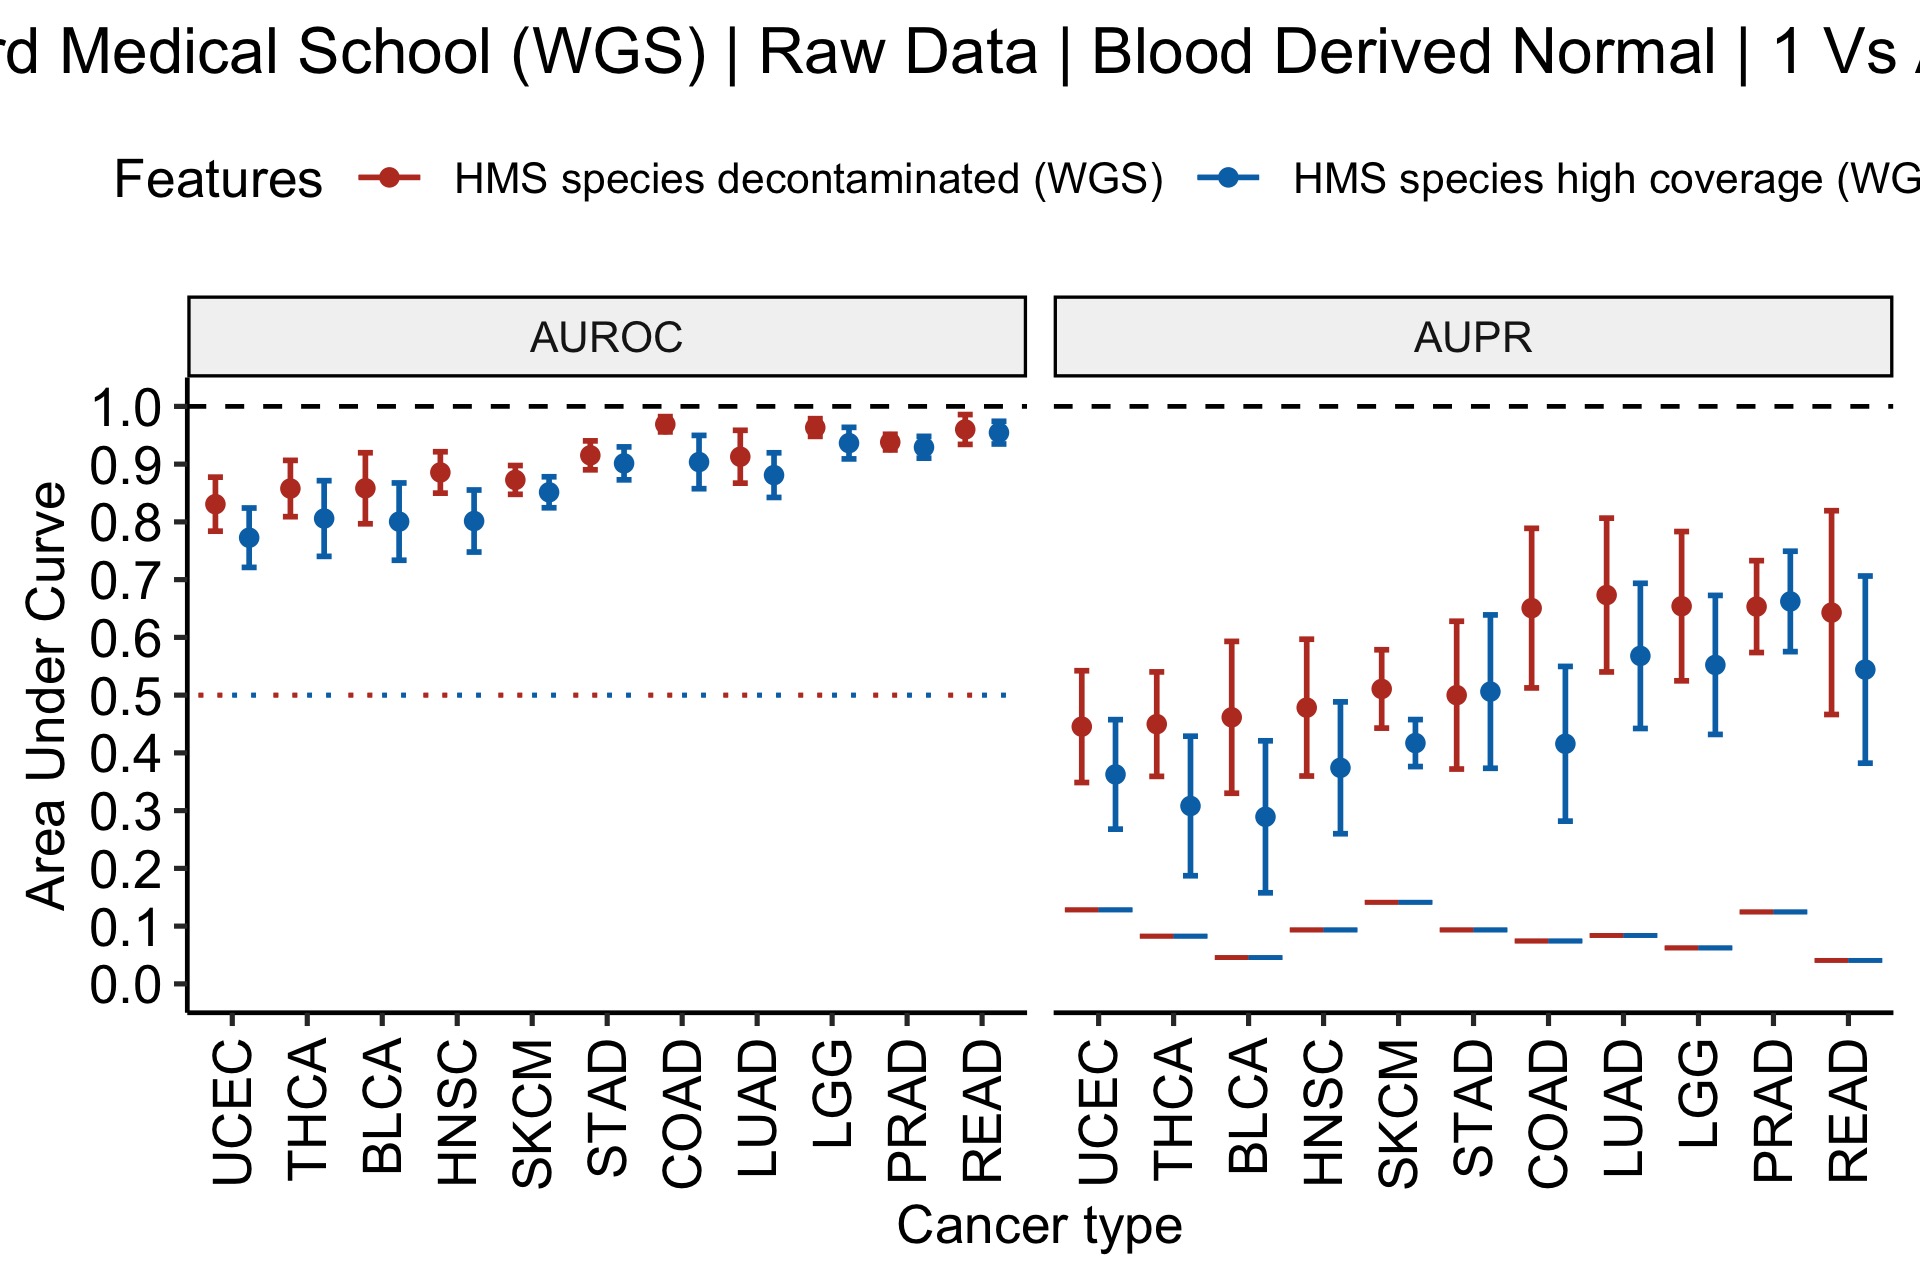 rd Medical School (WGS) | Raw Data | Blood Derived Normal | 1 Vs
Features HMS species decontaminated (WGS) HMS species high coverage (WG
AUROC AUPR
1.0
0.9
0.8
0.7
0.6
0.5
0.4
0.3
0.2
0.1
0.0
Area Under Curve
UCEC THCA BLCA HNSC SKCM STAD COAD LUAD LGG PRAD READ UCEC THCA BLCA HNSC SKCM STAD COAD LUAD LGG PRAD READ
Cancer type